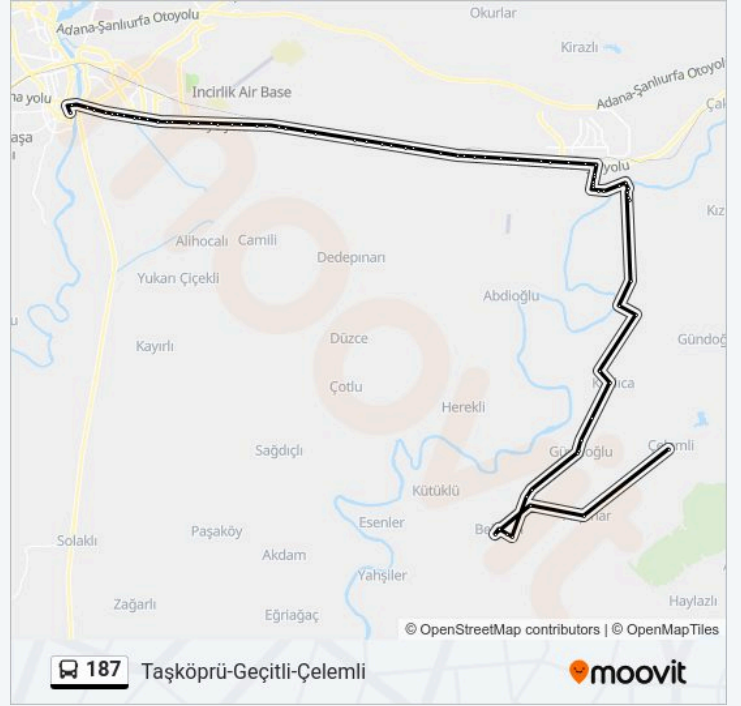 Okurlar
Adana-Şanlıurfa Otoyolu
Kirazlı
Incirlik Air Base
Adana-Şanlıurfa Otoyol
na yolu
aşa
yolu
Kız
Alihocalı
Camili
Dedepınarı
Yukarı Çiçekli
Abdioğlu
Düzce
Kayırlı
Gündoğ
Çotlu
Herekli
Çelemli
Sağdıçlı
Kütüklü
Esenler
Paşaköy
Solaklı
Akdam
Yahşiler
Zağarlı
Eğriağaç
Haylazlı
moovit
© OpenStreetMap contributors | © OpenMapTiles
187 Taşköprü-Geçitli-Çelemli
moovit